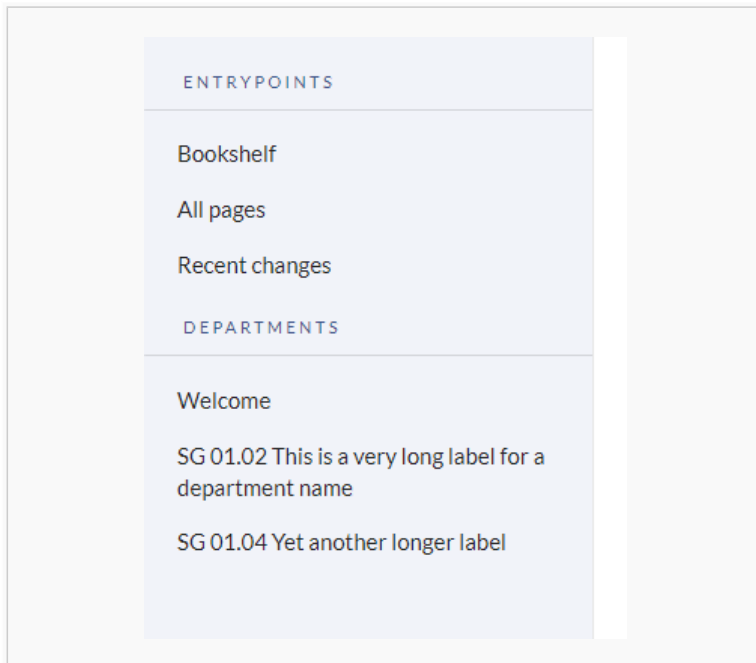 ENTRYPOINTS
Bookshelf
All pages
Recent changes
DEPARTMENTS
Welcome
SG 01.02 This is a very long label for a
department name
SG 01.04 Yet another longer label